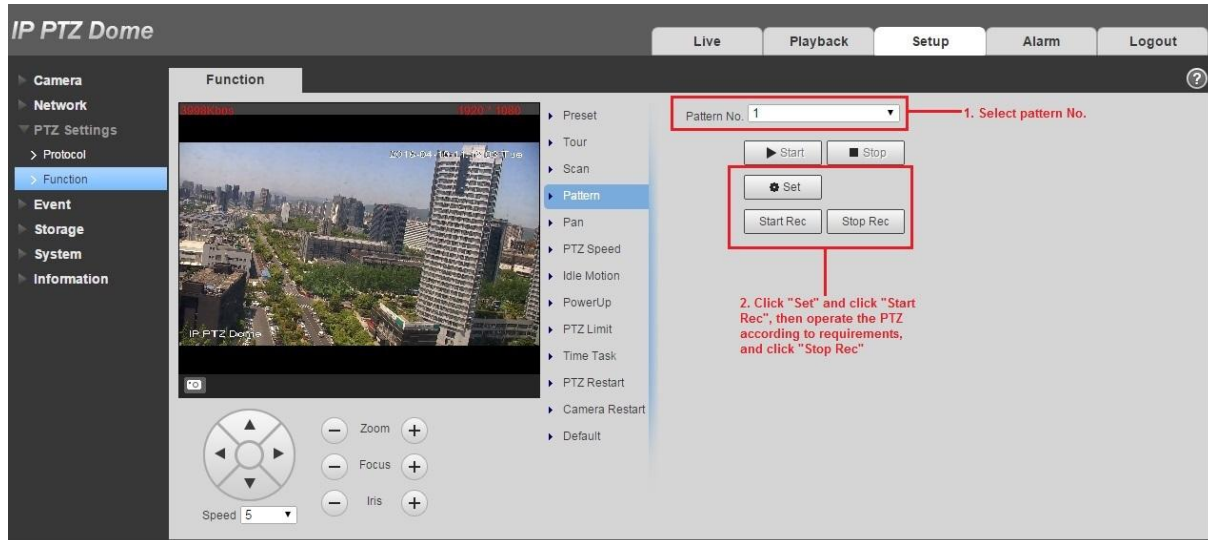 IP PTZ Dome
Live
Playback
Setup
Alarm
Logout
Camera
Network
PTZ Settings
Protocol
Function
Event
Storage
System
Information
Function
1920 * 1080
IP PTZ Dome
Zoom
Focus
Iris
Speed 5
Preset
Tour
Scan
Pattern
Pan
PTZ Speed
Idle Motion
PowerUp
PTZ Limit
Time Task
PTZ Restart
Camera Restart
Default
Pattern No. 1
1. Select pattern No.
Start
Stop
Set
Start Rec
Stop Rec
2. Click "Set" and click "Start
Rec", then operate the PTZ
according to requirements,
and click "Stop Rec"